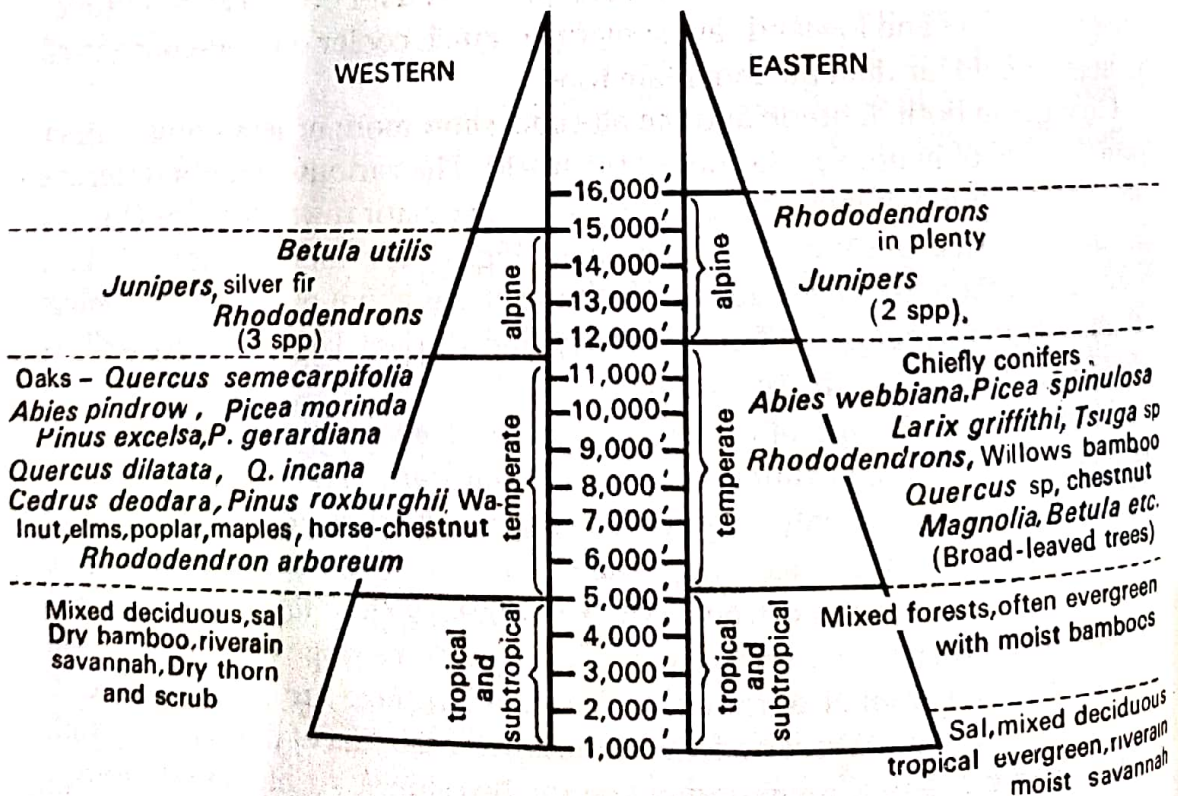 WESTERN
Betula utilis
Junipers, silver fir
Rhododendrons
(3 spp)
Oaks – Quercus semecarpifolia
Abies pindrow , Picea morinda
Pinus excelsa,P. gerardiana
Quercus dilatata, Q. incana
Cedrus deodara, Pinus roxburghii, Wa-
lnut,elms,poplar,maples, horse-chestnut
Rhododendron arboreum
Mixed deciduous,sal
Dry bamboo,riverain
savannah,Dry thorn
and scrub
alpine
temperate
tropical
and
subtropical
16,000'
15,000'
14,000'
13,000'
12,000'
11,000'
10,000'
9,000'
8,000'
7,000'
6,000'
5,000'
4,000'
3,000'
2,000'
1,000'
EASTERN
alpine
temperate
tropical
and
subtropical
Rhododendrons
in plenty
Junipers
(2 spp).
Chiefly conifers .
Abies webbiana,Picea spinulosa
Larix griffithi, Tsuga sp
Rhododendrons, Willows bamboo
Quercus sp, chestnut
Magnolia, Betula etc.
(Broad-leaved trees)
Mixed forests,often evergreen
with moist bamboos
Sal,mixed deciduous
tropical evergreen,riverain
moist savannah